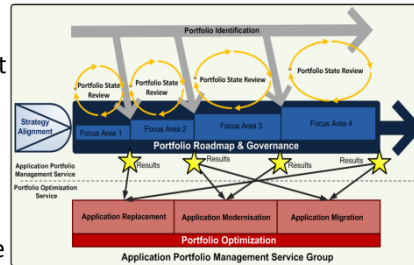 Portfolio Identification
t
Portfolio State
Review
Portfolio State
Review
Portfolio State
Review
Portfolio State Review
Strategy
Alignment
Focus Area 1
Focus Area 2
Focus Area 3
Focus Area 4
Portfolio Roadmap & Governance
Application Portfolio
Management Service
Results
Results
Results
Results
Portfolio Optimization
Service
Application Replacement
Application Modernisation
Application Migration
Portfolio Optimization
e
Application Portfolio Management Service Group